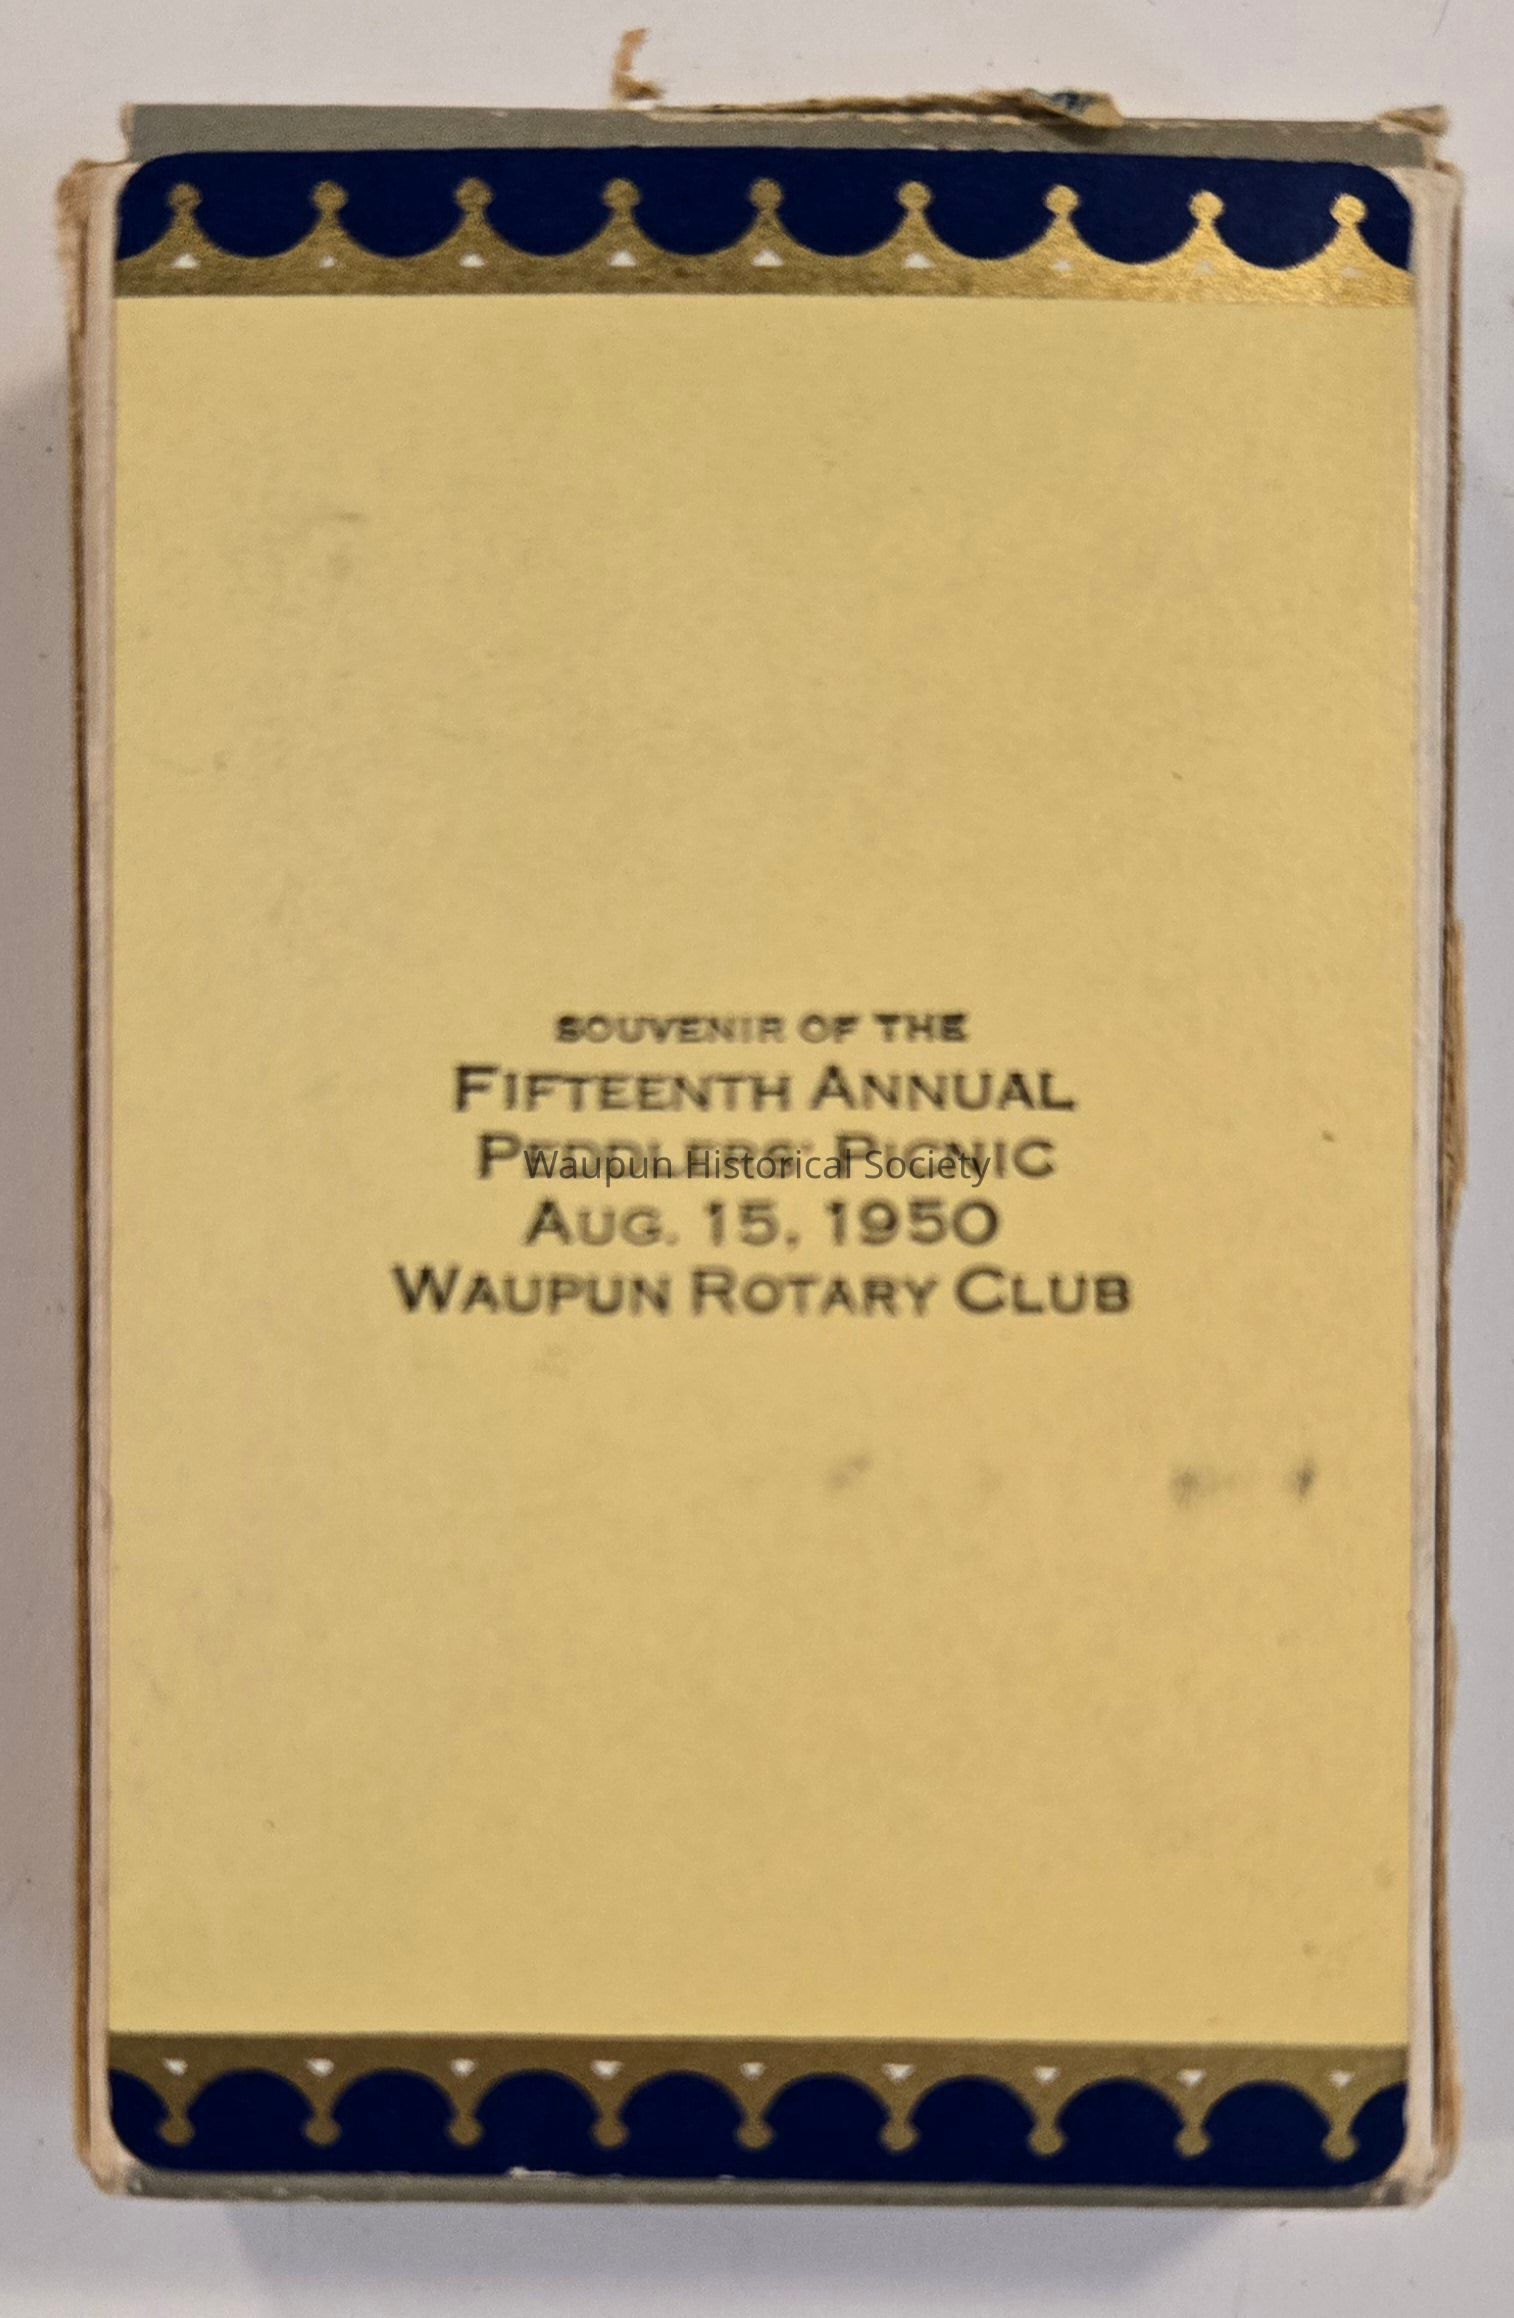 SOUVENIR OF THE
FIFTEENTH ANNUAL
PEDDLERS' PICNIC
Waupun Historical Society
AUG. 15, 1950
WAUPUN ROTARY CLUB